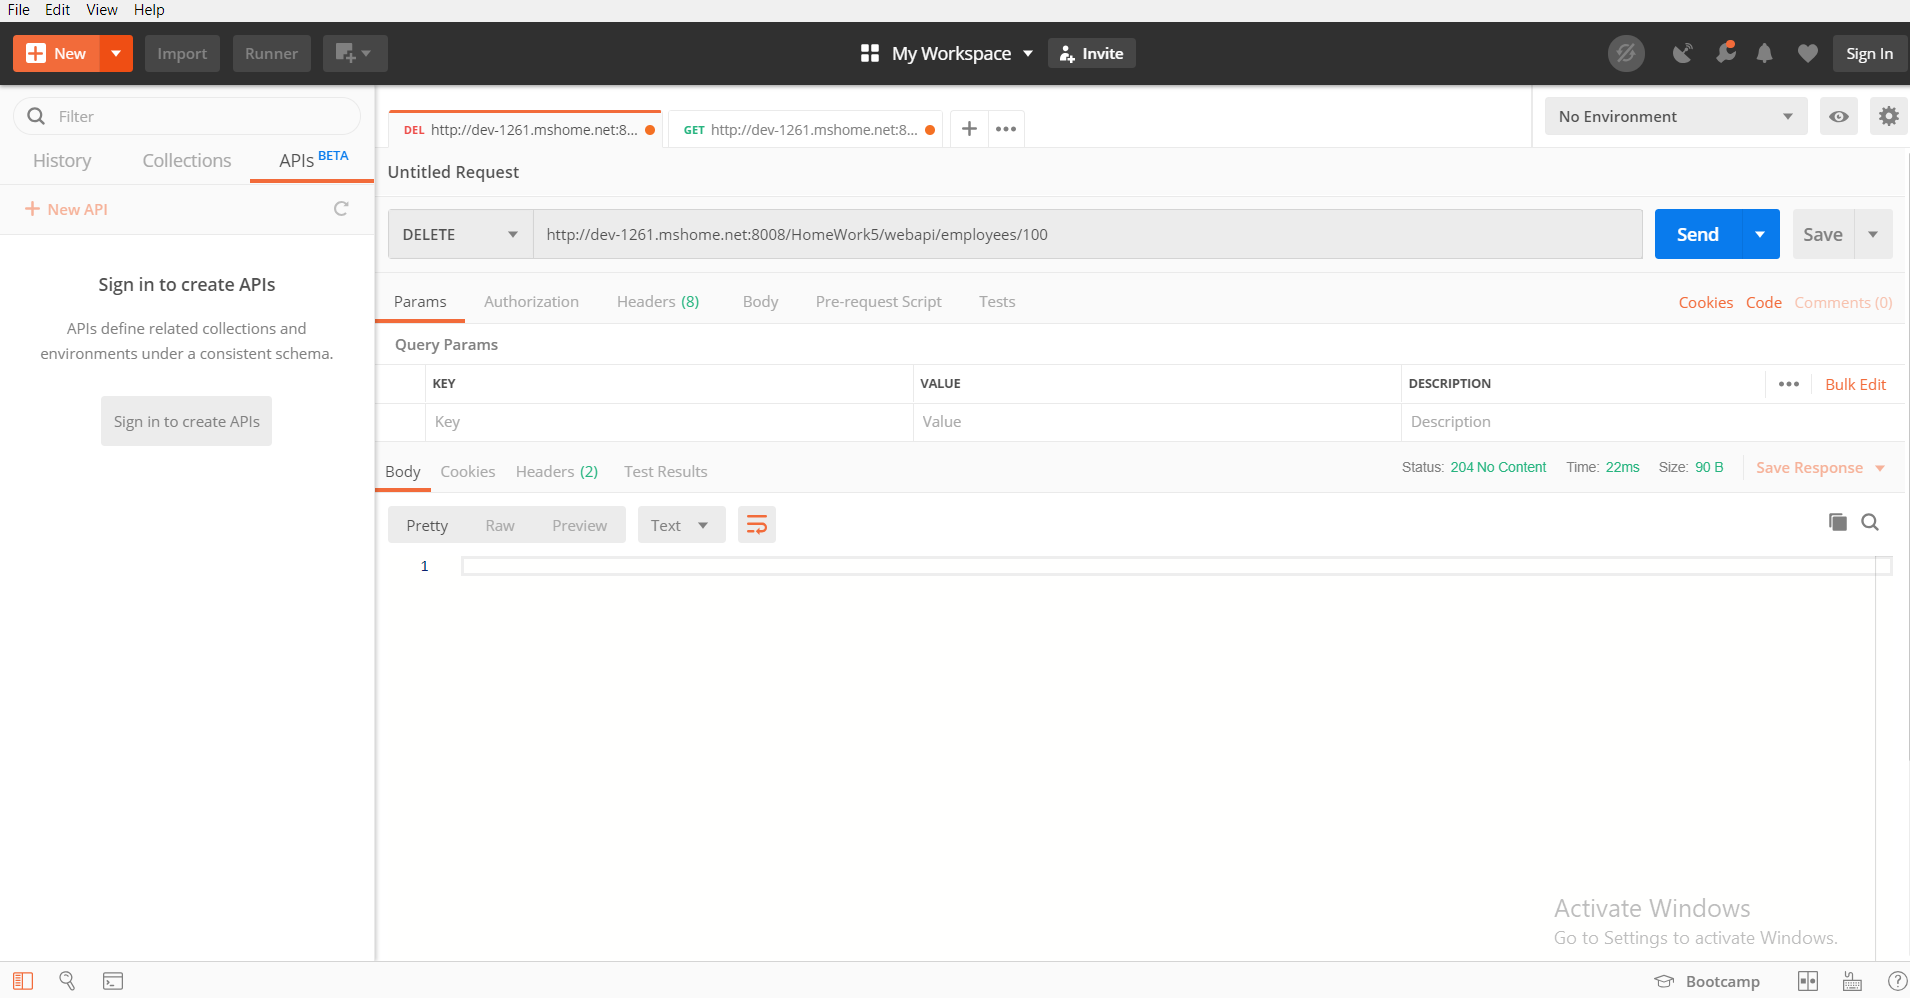 File Edit View Help
New Import Runner My Workspace Invite Sign In
Filter
History Collections APIs BETA
New API
Sign in to create APIs
APIs define related collections and
environments under a consistent schema.
Sign in to create APIs
DEL http://dev-1261.mshome.net:8... GET http://dev-1261.mshome.net:8... No Environment
Untitled Request
DELETE http://dev-1261.mshome.net:8008/HomeWork5/webapi/employees/100 Send Save
Params Authorization Headers (8) Body Pre-request Script Tests Cookies Code Comments (0)
Query Params
KEY VALUE DESCRIPTION Bulk Edit
Key Value Description
Body Cookies Headers (2) Test Results Status: 204 No Content Time: 22ms Size: 90 B Save Response
Pretty Raw Preview Text
1
Activate Windows
Go to Settings to activate Windows.
Bootcamp